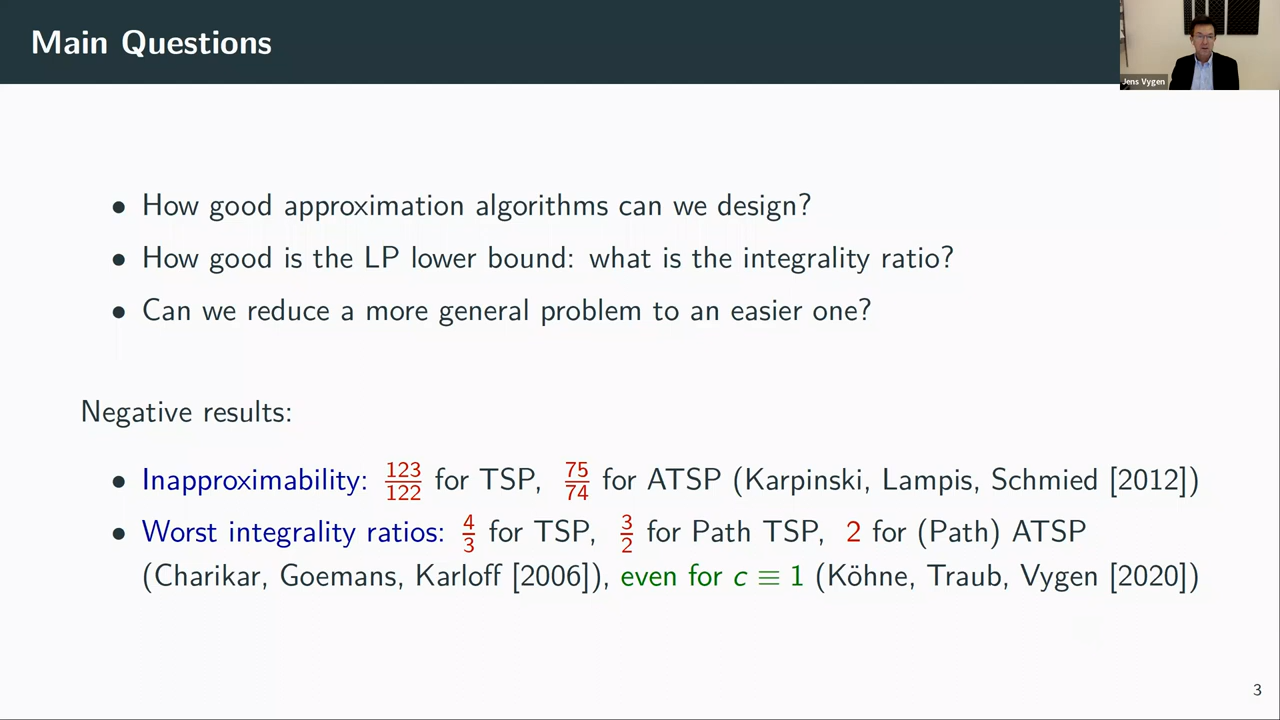 Main Questions
Jens Vygen
• How good approximation algorithms can we design?
• How good is the LP lower bound: what is the integrality ratio?
• Can we reduce a more general problem to an easier one?
Negative results:
• Inapproximability: 123/122 for TSP, 75/74 for ATSP (Karpinski, Lampis, Schmied [2012])
• Worst integrality ratios: 4/3 for TSP, 3/2 for Path TSP, 2 for (Path) ATSP
(Charikar, Goemans, Karloff [2006]), even for c ≡ 1 (Köhne, Traub, Vygen [2020])
3